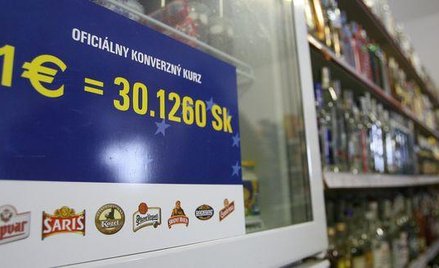 OFICIÁLNY KONVERZNÝ KURZ
1€ = 30.1260 Sk
ŠARIŠ